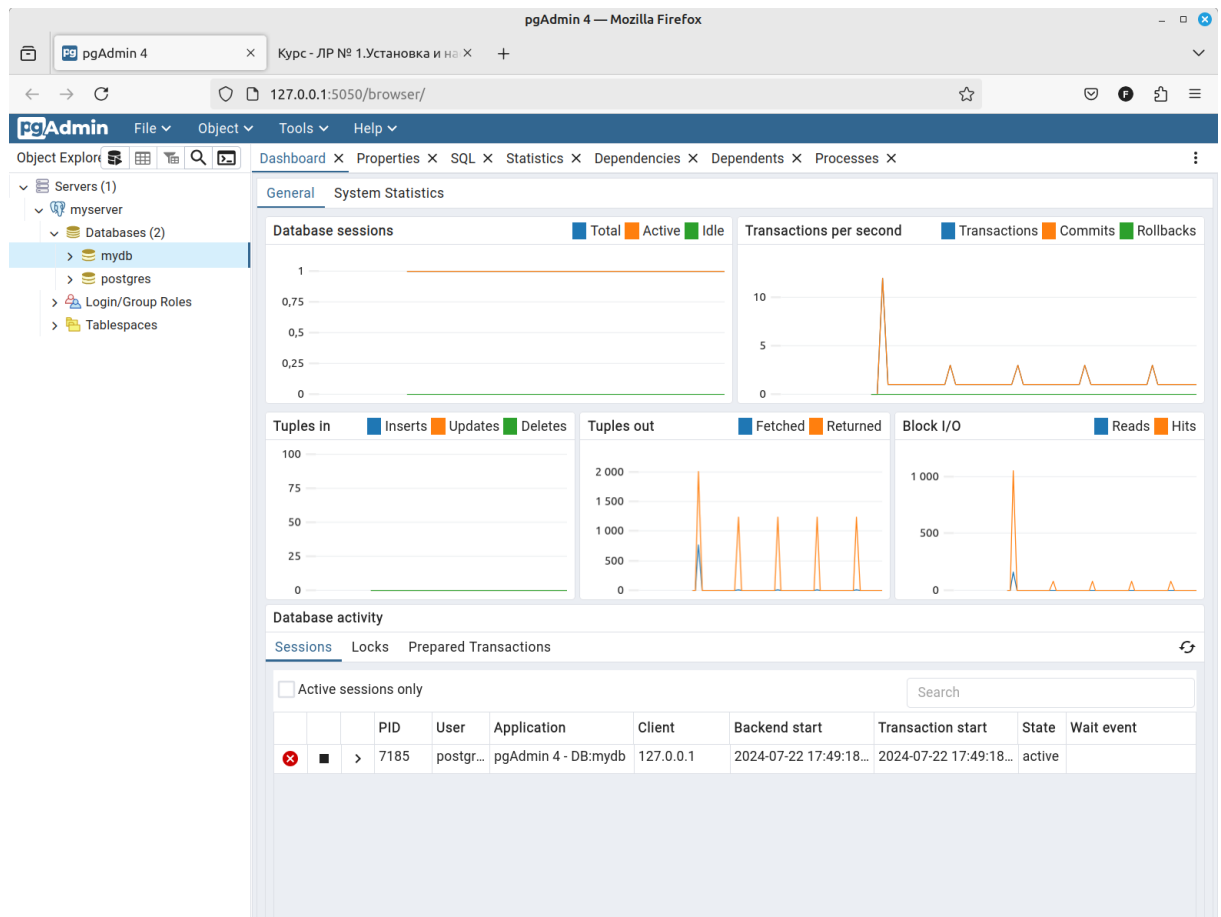 pgAdmin 4 — Mozilla Firefox
pgAdmin 4
Курс - ЛР № 1.Установка и на
127.0.0.1:5050/browser/
pgAdmin File Object Tools Help
Object Explore
Dashboard Properties SQL Statistics Dependencies Dependents Processes
Servers (1)
myserver
Databases (2)
mydb
postgres
Login/Group Roles
Tablespaces
General System Statistics
Database sessions Total Active Idle
1
0,75
0,5
0,25
0
Transactions per second Transactions Commits Rollbacks
10
5
0
Tuples in Inserts Updates Deletes
100
75
50
25
0
Tuples out Fetched Returned
2 000
1 500
1 000
500
0
Block I/O Reads Hits
1 000
500
0
Database activity
Sessions Locks Prepared Transactions
Active sessions only
Search
PID User Application Client Backend start Transaction start State Wait event
7185 postgr... pgAdmin 4 - DB:mydb 127.0.0.1 2024-07-22 17:49:18... 2024-07-22 17:49:18... active